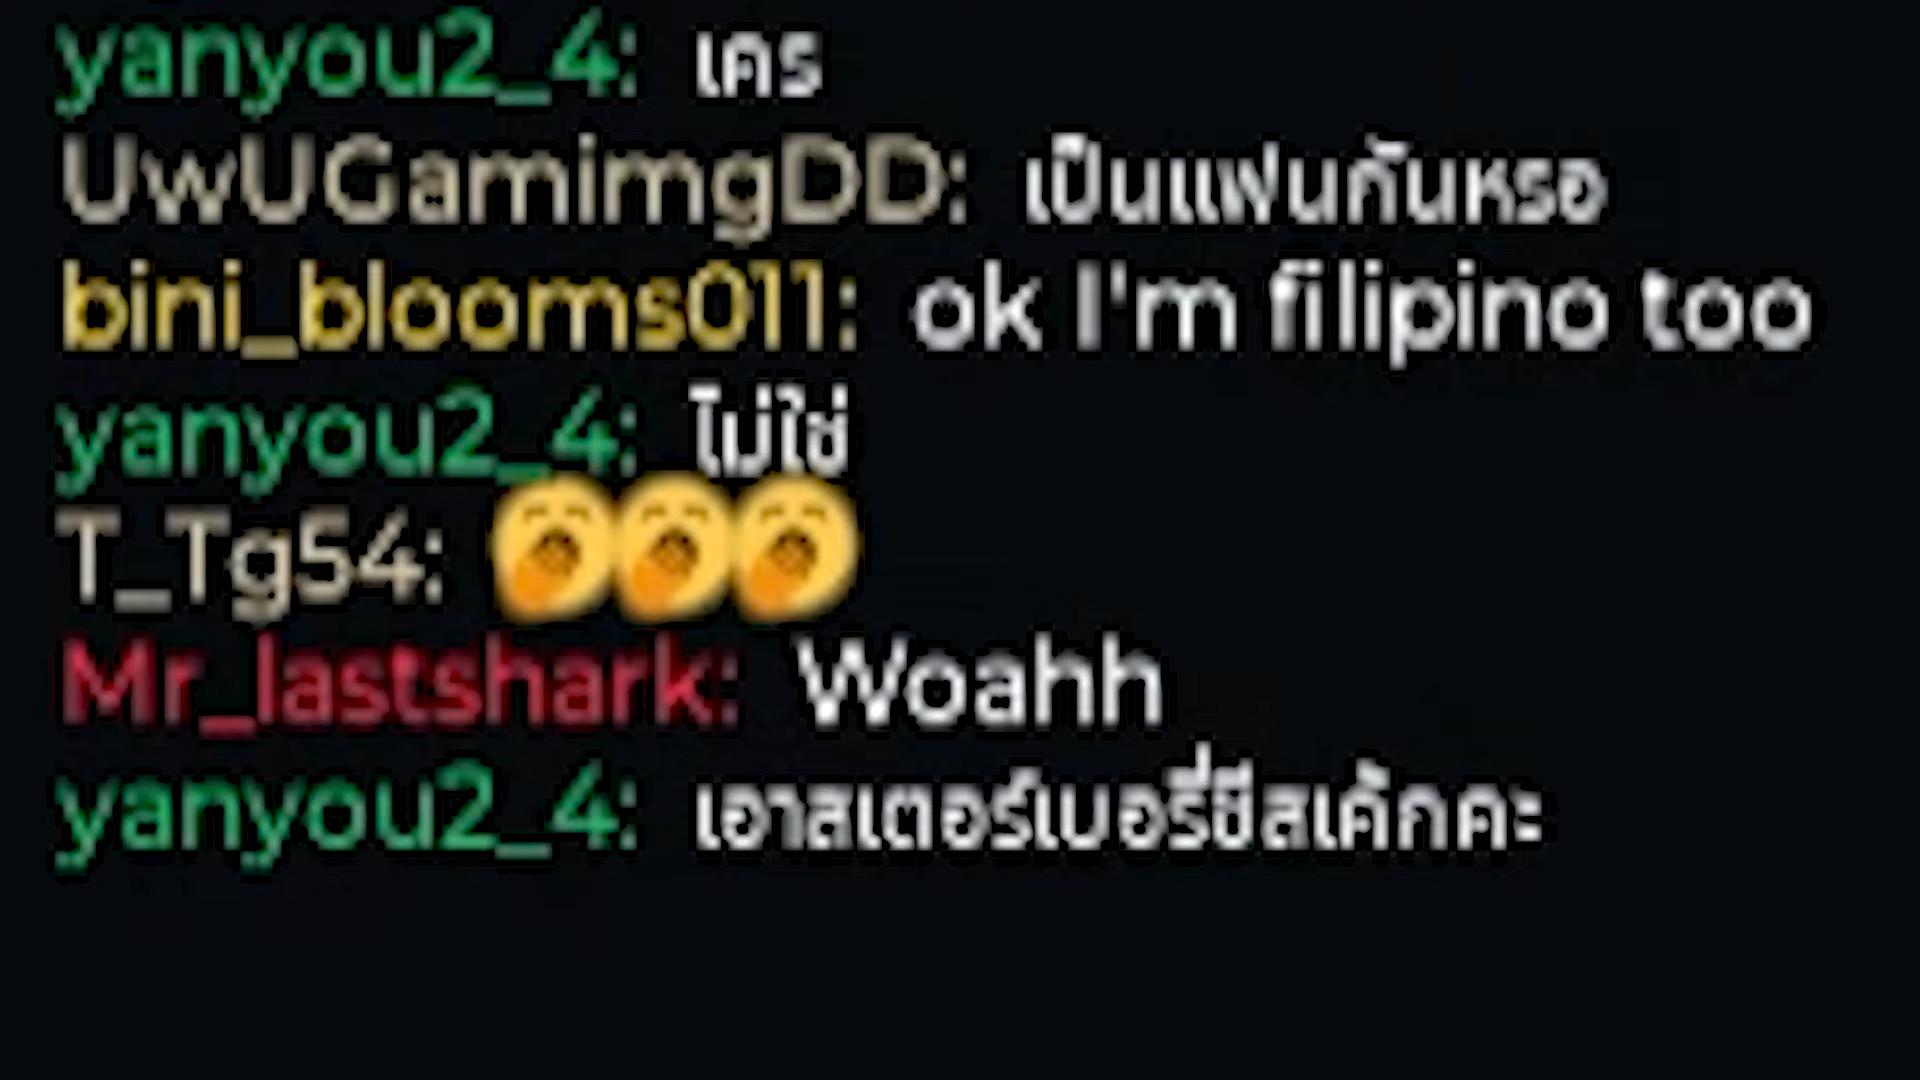 yanyou2_4: เคร
UwUGamimgDD: เป็นแฟนกันหรอ
bini_blooms011: ok I'm filipino too
yanyou2_4: ไม่ใช่
T_Tg54: 🥱🥱🥱
Mr_lastshark: Woahh
yanyou2_4: เอาสเตอร์เบอรี่ชีสเค้กคะ